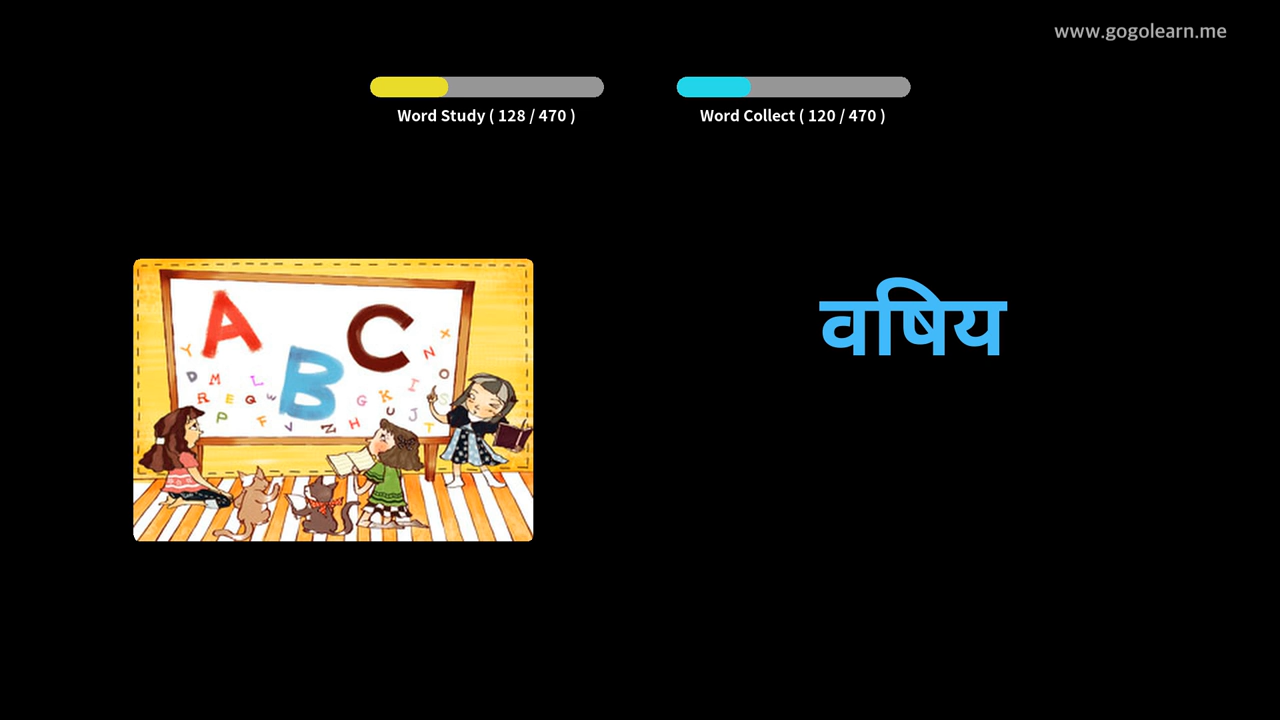 www.gogolearn.me
Word Study ( 128 / 470 )
Word Collect ( 120 / 470 )
वषिय
A B C
X
Y N
D M L I O
R E Q W G K S
P F V Z H U J T